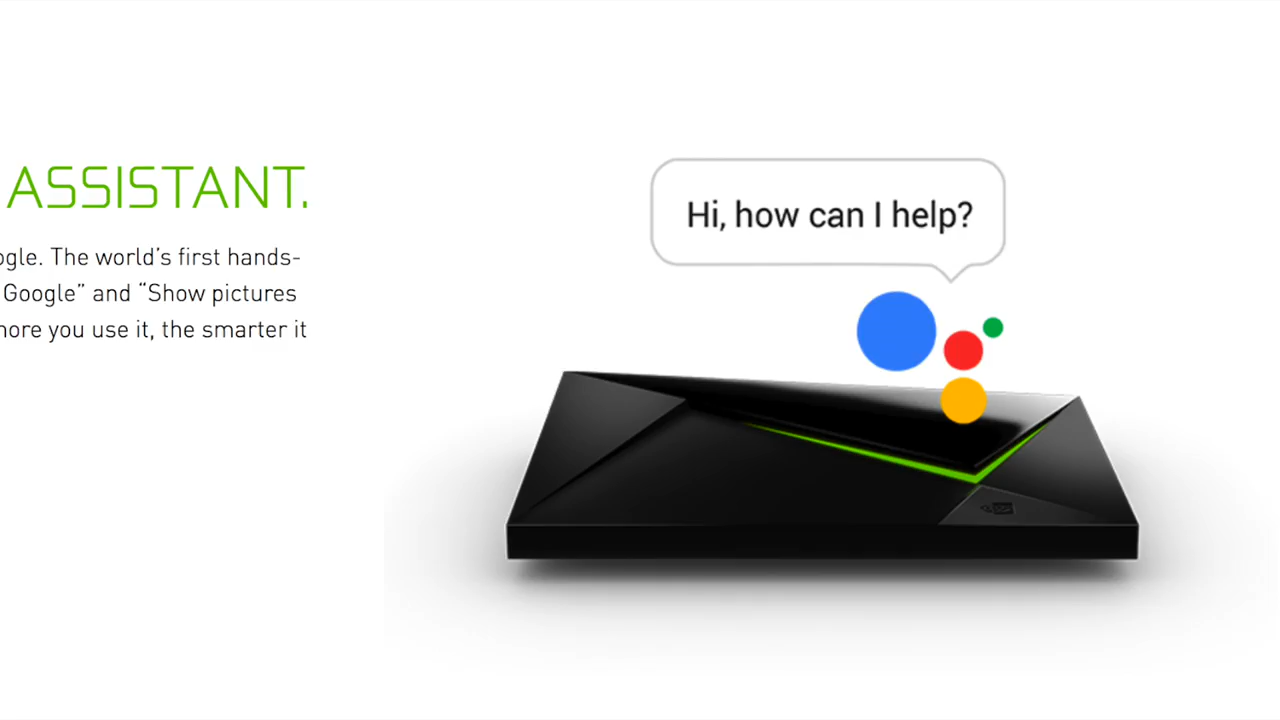 ASSISTANT.
ogle. The world's first hands-
Google” and “Show pictures
more you use it, the smarter it
Hi, how can I help?